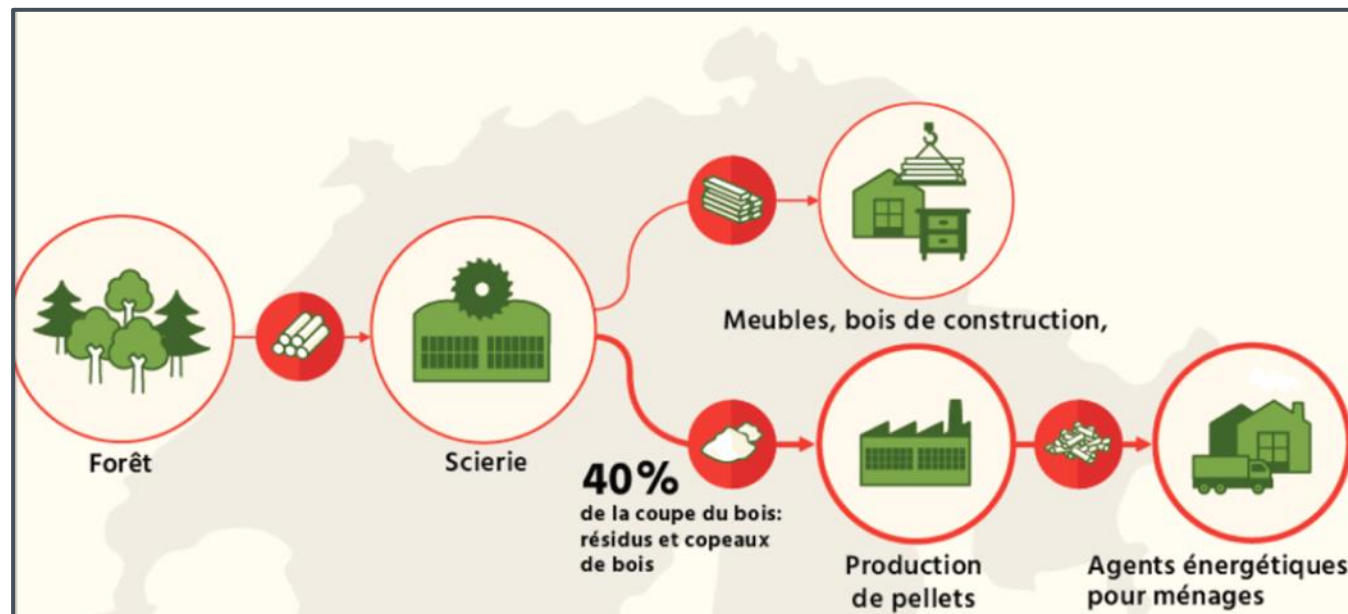 Meubles, bois de construction,
Forêt
Scierie
40%
de la coupe du bois:
résidus et copeaux
de bois
Production
de pellets
Agents énergétiques
pour ménages